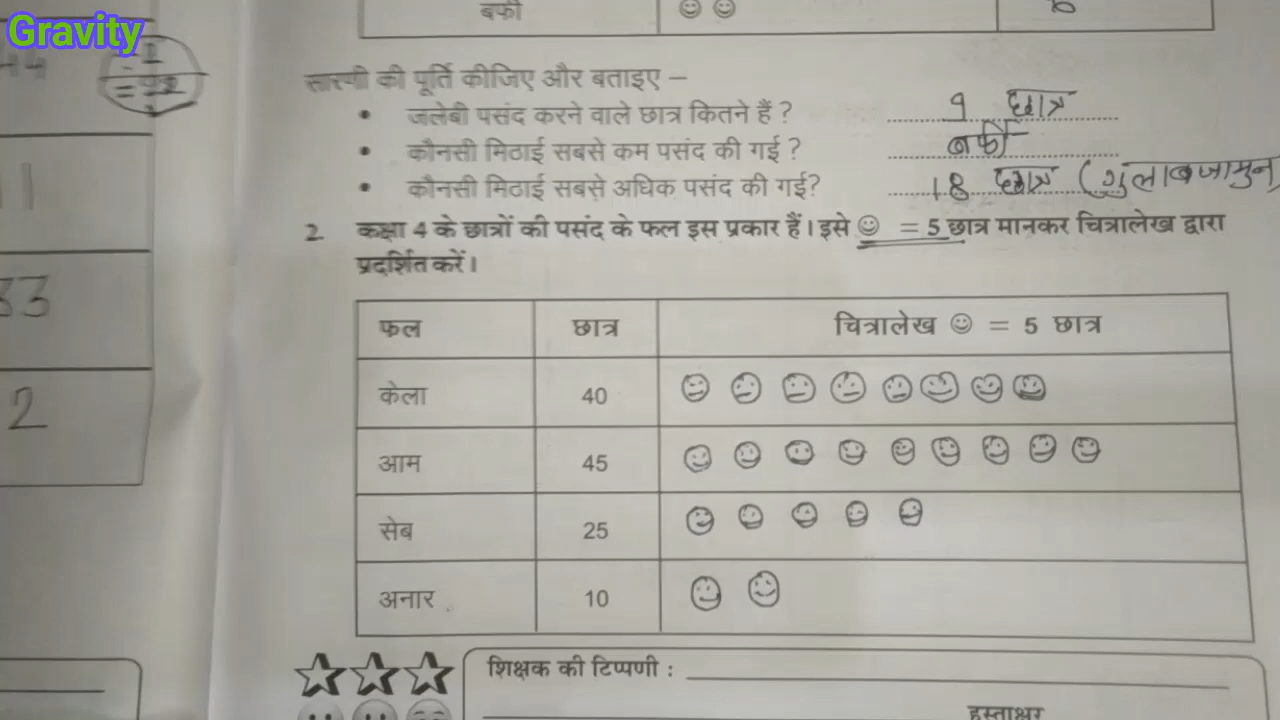 Gravity
बर्फी
सारणी की पूर्ति कीजिए और बताइए –
• जलेबी पसंद करने वाले छात्र कितने हैं ? 9 छात्र
• कौनसी मिठाई सबसे कम पसंद की गई ? बर्फी
• कौनसी मिठाई सबसे अधिक पसंद की गई? 18 छात्र (गुलाबजामुन
2 कक्षा 4 के छात्रों की पसंद के फल इस प्रकार हैं। इसे ☺ = 5 छात्र मानकर चित्रालेख द्वारा
प्रदर्शित करें।
फल छात्र चित्रालेख ☺ = 5 छात्र
केला 40
आम 45
सेब 25
अनार 10
33
2
शिक्षक की टिप्पणी :
हस्ताक्षर